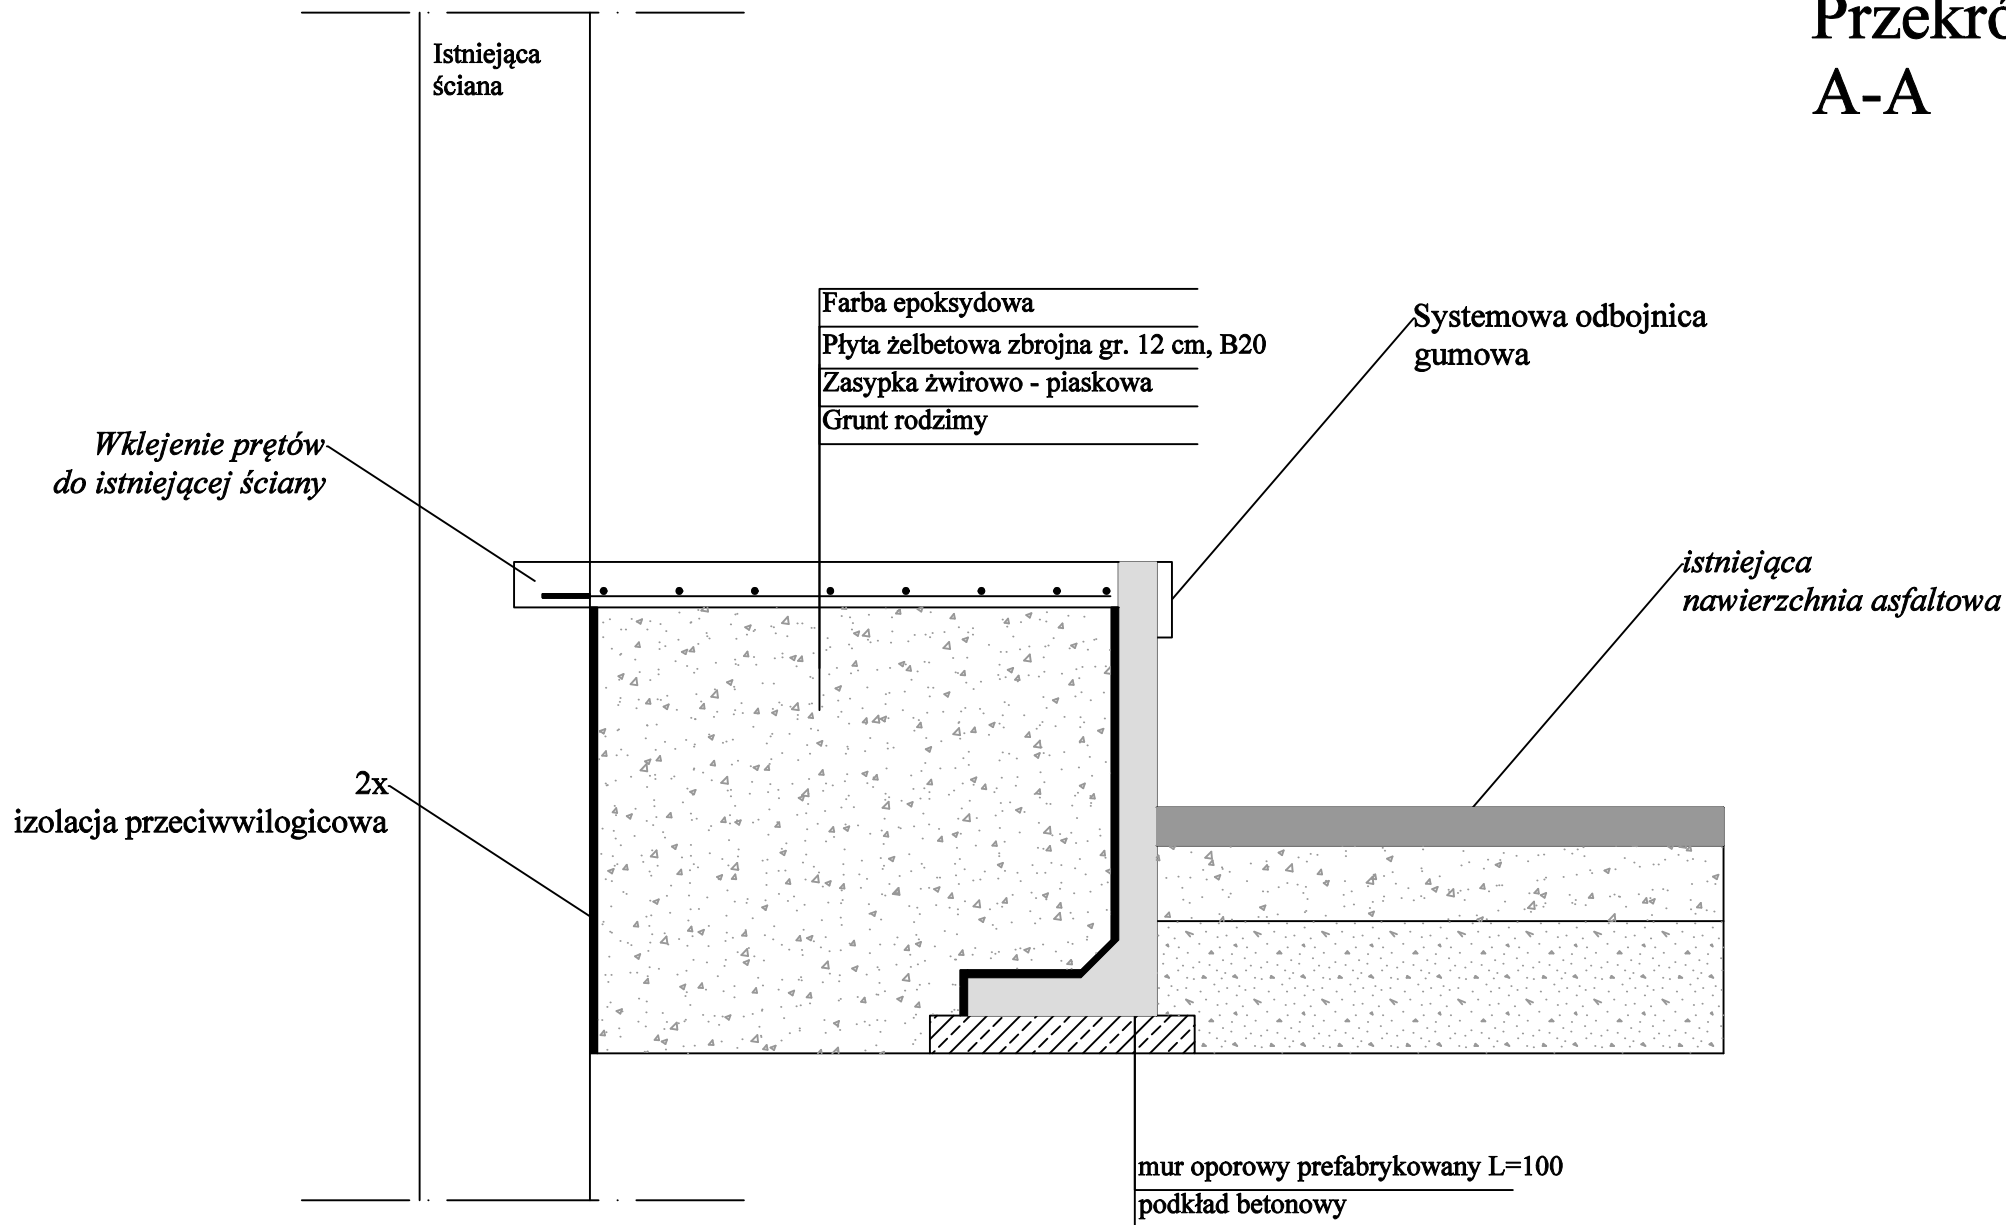 Przekró
A-A
Istniejąca
ściana
Farba epoksydowa
Płyta żelbetowa zbrojna gr. 12 cm, B20
Zasypka żwirowo - piaskowa
Grunt rodzimy
Systemowa odbojnica
gumowa
Wklejenie prętów
do istniejącej ściany
istniejąca
nawierzchnia asfaltowa
2x
izolacja przeciwwilogicowa
mur oporowy prefabrykowany L=100
podkład betonowy